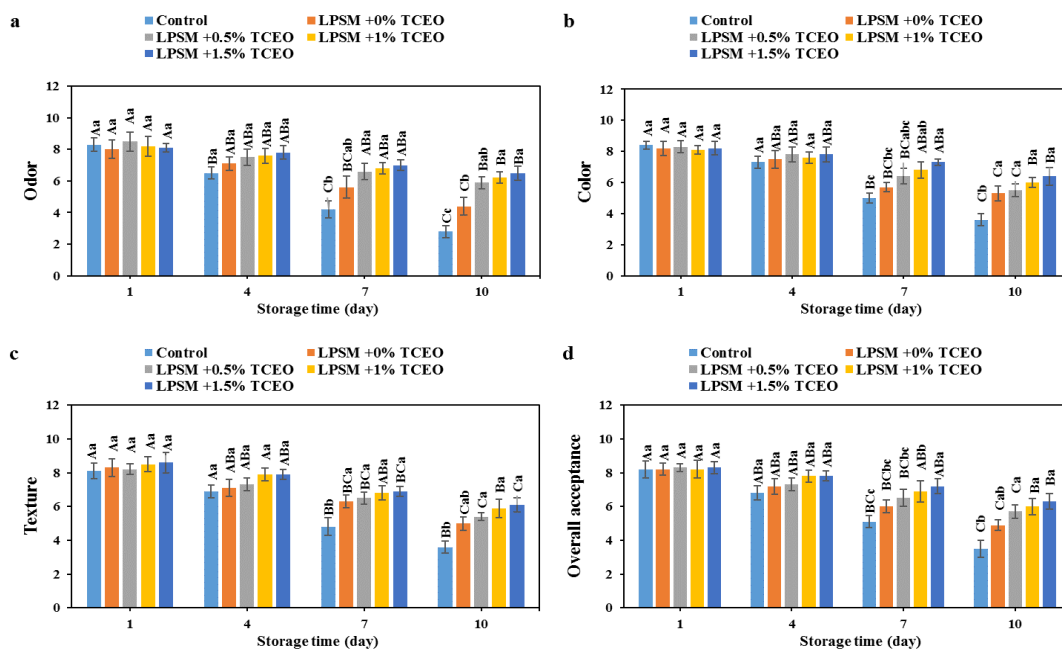 a
Control
LPSM +0% TCEO
LPSM +0.5% TCEO
LPSM +1% TCEO
LPSM +1.5% TCEO
12
10
8
6
4
2
0
Odor
Aa Aa Aa Aa Aa
Ba ABa ABa ABa ABa
Cb BCab ABa ABa ABa
Cc Cb Bab Ba Ba
1 4 7 10
Storage time (day)
b
Control
LPSM +0% TCEO
LPSM +0.5% TCEO
LPSM +1% TCEO
LPSM +1.5% TCEO
12
10
8
6
4
2
0
Color
Aa Aa Aa Aa Aa
Aa ABa ABa ABa ABa
Bc BCbc BCabc ABab ABa
Cb Ca Ca Ba Ba
1 4 7 10
Storage time (day)
c
Control
LPSM +0% TCEO
LPSM +0.5% TCEO
LPSM +1% TCEO
LPSM +1.5% TCEO
12
10
8
6
4
2
0
Texture
Aa Aa Aa Aa Aa
Aa ABa ABa Aa ABa
Bb BCa BCa ABa BCa
Bb Cab Ca Ba Ca
1 4 7 10
Storage time (day)
d
Control
LPSM +0% TCEO
LPSM +0.5% TCEO
LPSM +1% TCEO
LPSM +1.5% TCEO
12
10
8
6
4
2
0
Overall acceptance
Aa Aa Aa Aa Aa
ABa ABa ABa ABa ABa
BCc BCbc BCbc ABb ABa
Cb Cab Ca Ba Ba
1 4 7 10
Storage time (day)